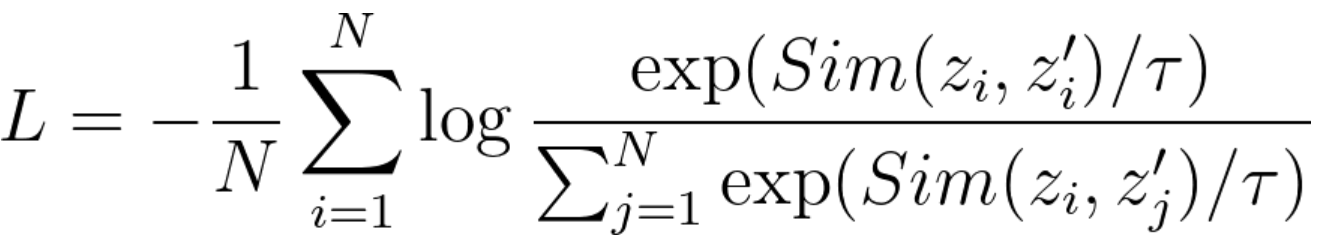 L = -\frac{1}{N} \sum_{i=1}^{N} \log \frac{\exp(Sim(z_i, z'_i)/\tau)}{\sum_{j=1}^{N} \exp(Sim(z_i, z'_j)/\tau)}